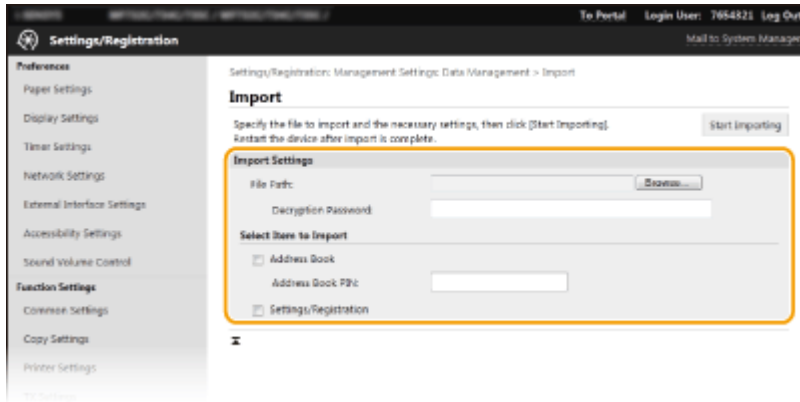 To Portal Login User: 7654321 Log Out
Settings/Registration
Mail to System Manager
Preferences
Paper Settings
Display Settings
Timer Settings
Network Settings
External Interface Settings
Accessibility Settings
Sound Volume Control
Function Settings
Common Settings
Copy Settings
Printer Settings
Settings/Registration: Management Settings: Data Management > Import
Import
Specify the file to import and the necessary settings, then click [Start Importing].
Restart the device after import is complete.
Start Importing
Import Settings
File Path:
Browse...
Decryption Password:
Select Item to Import
Address Book
Address Book PIN:
Settings/Registration